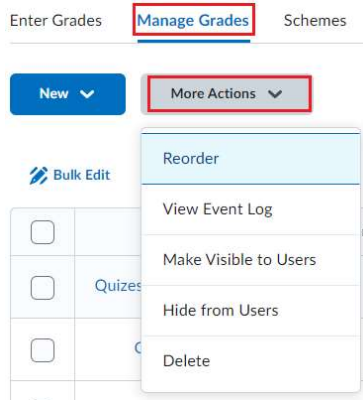 Enter Grades Manage Grades Schemes
New More Actions
Reorder
Bulk Edit
View Event Log
Make Visible to Users
Quizes
Hide from Users
Delete